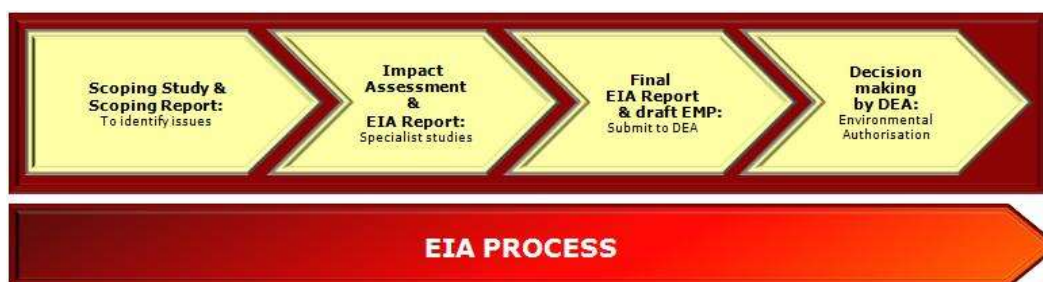 Scoping Study &
Scoping Report:
To identify issues
Impact
Assessment
&
EIA Report:
Specialist studies
Final
EIA Report
& draft EMP:
Submit to DEA
Decision
making
by DEA:
Environmental
Authorisation
EIA PROCESS